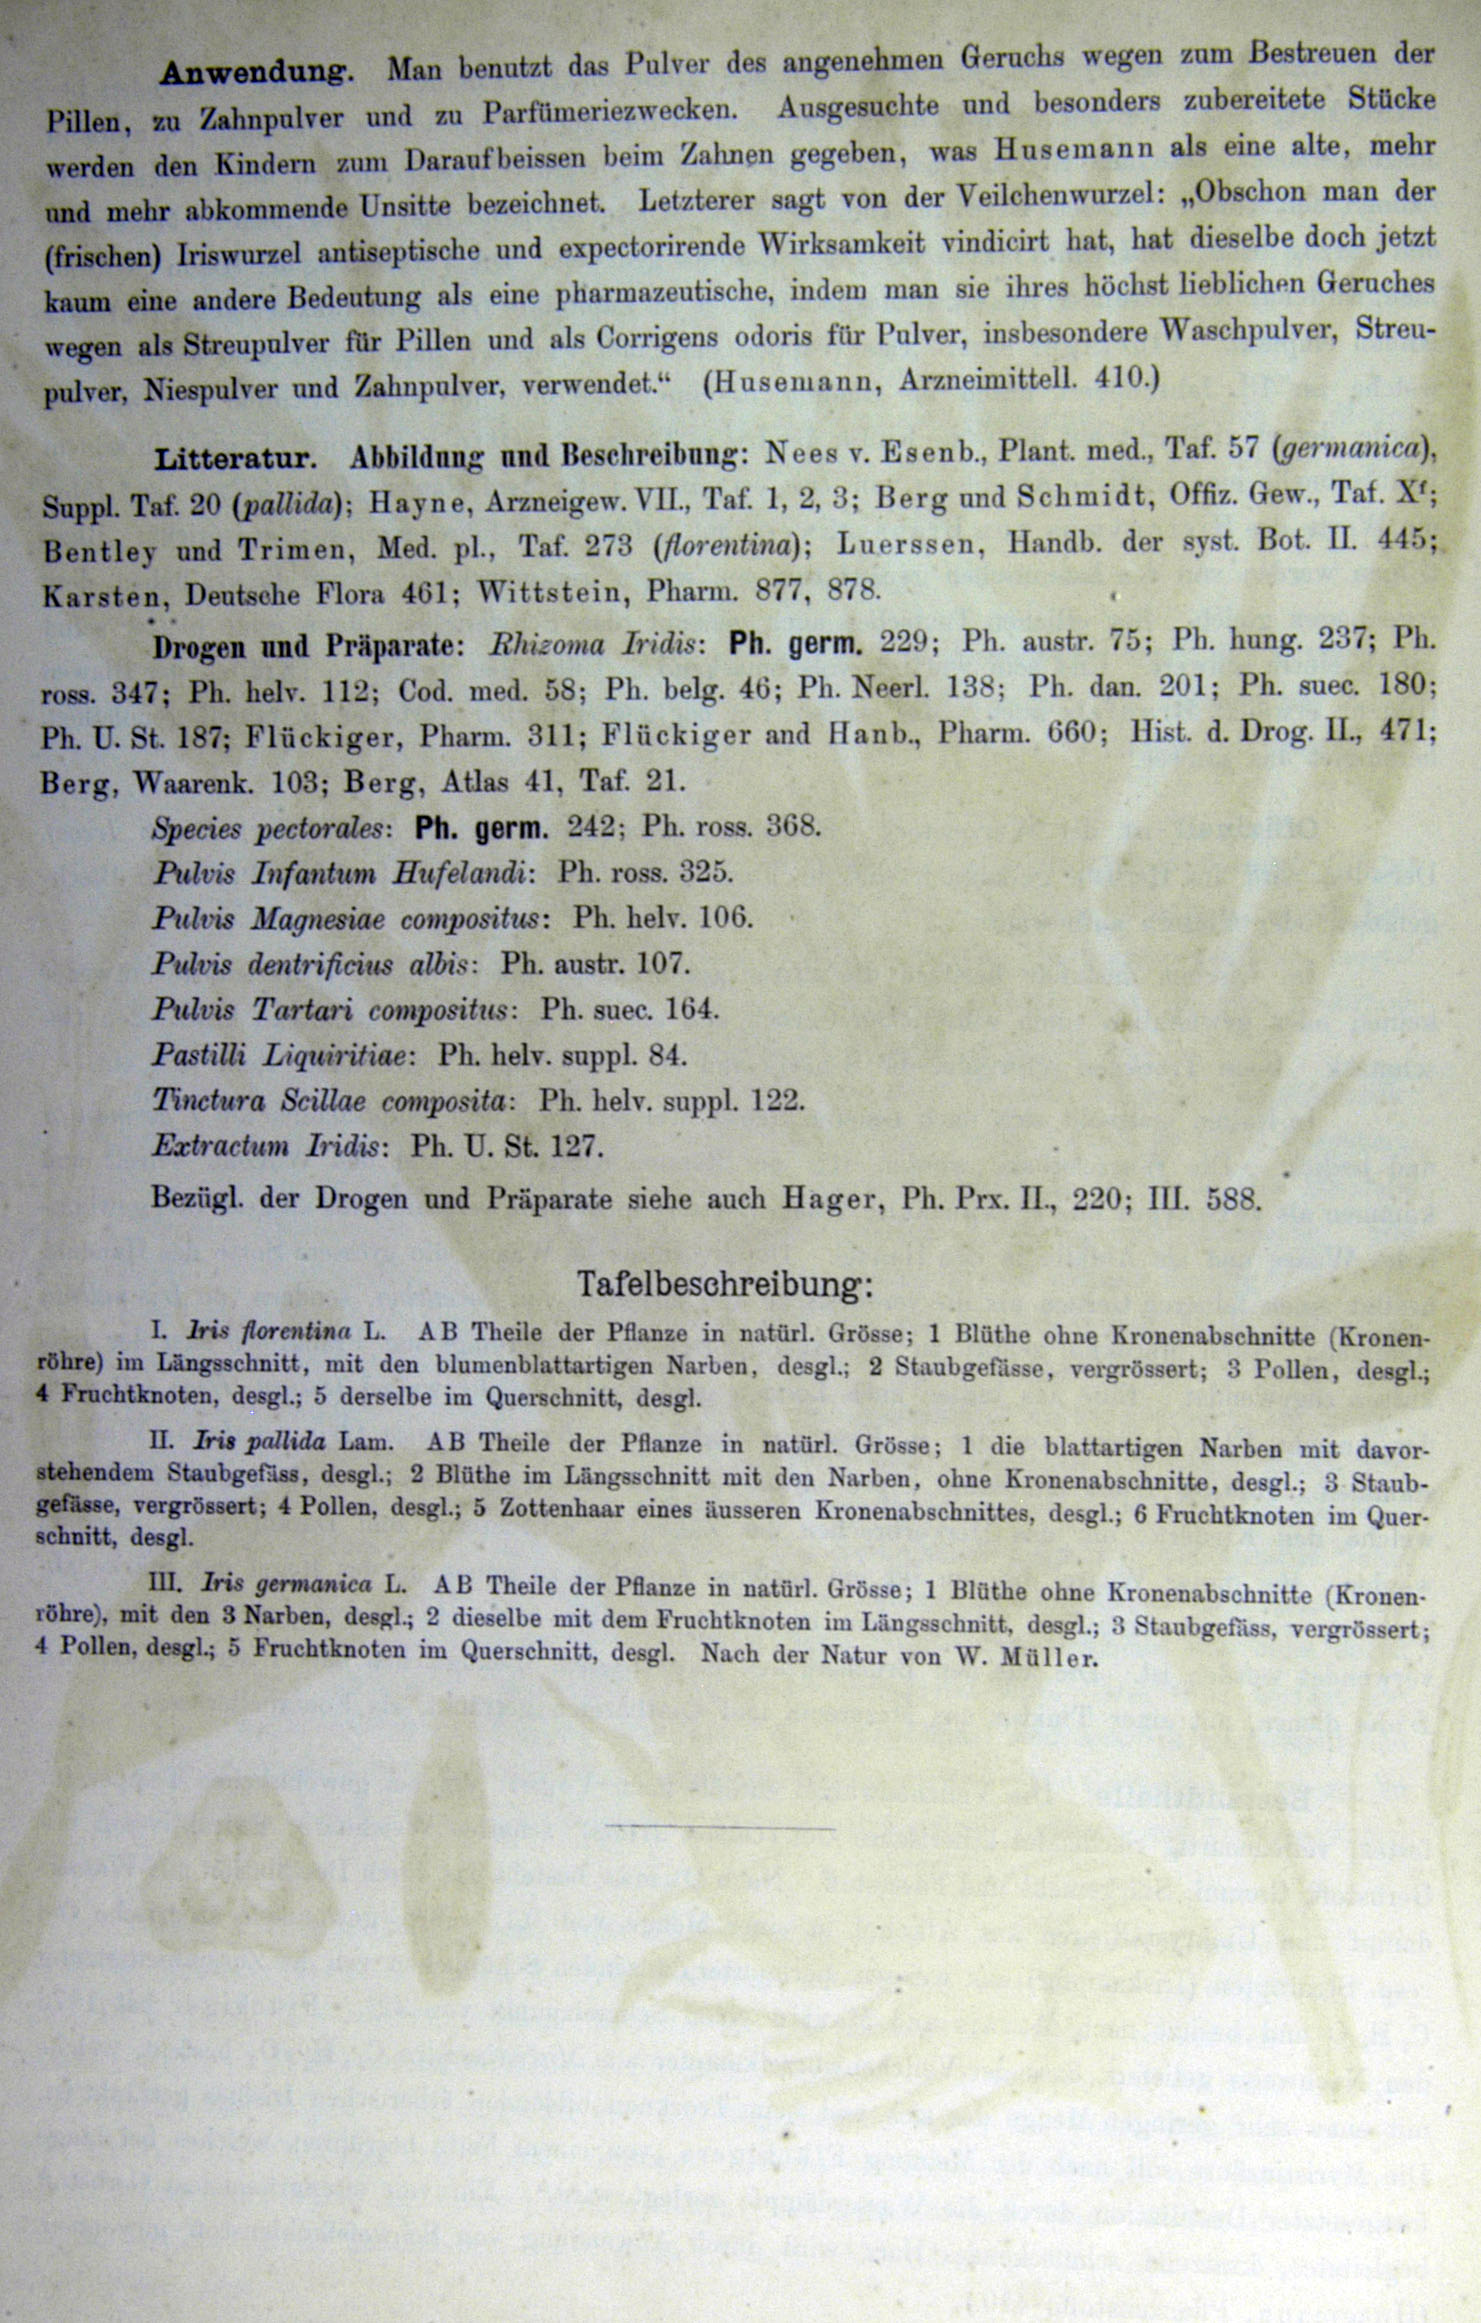 Anwendung. Man benutzt das Pulver des angenehmen Geruchs wegen zum Bestreuen der
Pillen, zu Zahnpulver und zu Parfümeriezwecken. Ausgesuchte und besonders zubereitete Stücke
werden den Kindern zum Daraufbeissen beim Zahnen gegeben, was Husemann als eine alte, mehr
und mehr abkommende Unsitte bezeichnet. Letzterer sagt von der Veilchenwurzel: „Obschon man der
(frischen) Iriswurzel antiseptische und expectorirende Wirksamkeit vindicirt hat, hat dieselbe doch jetzt
kaum eine andere Bedeutung als eine pharmazeutische, indem man sie ihres höchst lieblichen Geruches
wegen als Streupulver für Pillen und als Corrigens odoris für Pulver, insbesondere Waschpulver, Streu-
pulver, Niespulver und Zahnpulver, verwendet.“ (Husemann, Arzneimittell. 410.)
Litteratur. Abbildung und Beschreibung: Nees v. Esenb., Plant. med., Taf. 57 (germanica),
Suppl. Taf. 20 (pallida); Hayne, Arzneigew. VII., Taf. 1, 2, 3; Berg und Schmidt, Offiz. Gew., Taf. Xᶠ;
Bentley und Trimen, Med. pl., Taf. 273 (florentina); Luerssen, Handb. der syst. Bot. II. 445;
Karsten, Deutsche Flora 461; Wittstein, Pharm. 877, 878.
Drogen und Präparate: Rhizoma Iridis: Ph. germ. 229; Ph. austr. 75; Ph. hung. 237; Ph.
ross. 347; Ph. helv. 112; Cod. med. 58; Ph. belg. 46; Ph. Neerl. 138; Ph. dan. 201; Ph. suec. 180;
Ph. U. St. 187; Flückiger, Pharm. 311; Flückiger and Hanb., Pharm. 660; Hist. d. Drog. II., 471;
Berg, Waarenk. 103; Berg, Atlas 41, Taf. 21.
Species pectorales: Ph. germ. 242; Ph. ross. 368.
Pulvis Infantum Hufelandi: Ph. ross. 325.
Pulvis Magnesiae compositus: Ph. helv. 106.
Pulvis dentrificius albis: Ph. austr. 107.
Pulvis Tartari compositus: Ph. suec. 164.
Pastilli Liquiritiae: Ph. helv. suppl. 84.
Tinctura Scillae composita: Ph. helv. suppl. 122.
Extractum Iridis: Ph. U. St. 127.
Bezügl. der Drogen und Präparate siehe auch Hager, Ph. Prx. II., 220; III. 588.
Tafelbeschreibung:
I. Iris florentina L. AB Theile der Pflanze in natürl. Grösse; 1 Blüthe ohne Kronenabschnitte (Kronen-
röhre) im Längsschnitt, mit den blumenblattartigen Narben, desgl.; 2 Staubgefässe, vergrössert; 3 Pollen, desgl.;
4 Fruchtknoten, desgl.; 5 derselbe im Querschnitt, desgl.
II. Iris pallida Lam. AB Theile der Pflanze in natürl. Grösse; 1 die blattartigen Narben mit davor-
stehendem Staubgefäss, desgl.; 2 Blüthe im Längsschnitt mit den Narben, ohne Kronenabschnitte, desgl.; 3 Staub-
gefässe, vergrössert; 4 Pollen, desgl.; 5 Zottenhaar eines äusseren Kronenabschnittes, desgl.; 6 Fruchtknoten im Quer-
schnitt, desgl.
III. Iris germanica L. AB Theile der Pflanze in natürl. Grösse; 1 Blüthe ohne Kronenabschnitte (Kronen-
röhre), mit den 3 Narben, desgl.; 2 dieselbe mit dem Fruchtknoten im Längsschnitt, desgl.; 3 Staubgefäss, vergrössert;
4 Pollen, desgl.; 5 Fruchtknoten im Querschnitt, desgl. Nach der Natur von W. Müller.